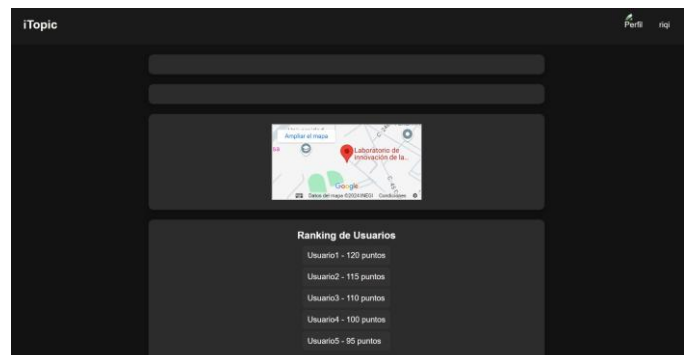 iTopic
Perfil riqi
Ampliar el mapa
Laboratorio de
innovación de la...
Google
Datos del mapa ©2024 INEGI Condiciones
Ranking de Usuarios
Usuario1 - 120 puntos
Usuario2 - 115 puntos
Usuario3 - 110 puntos
Usuario4 - 100 puntos
Usuario5 - 95 puntos